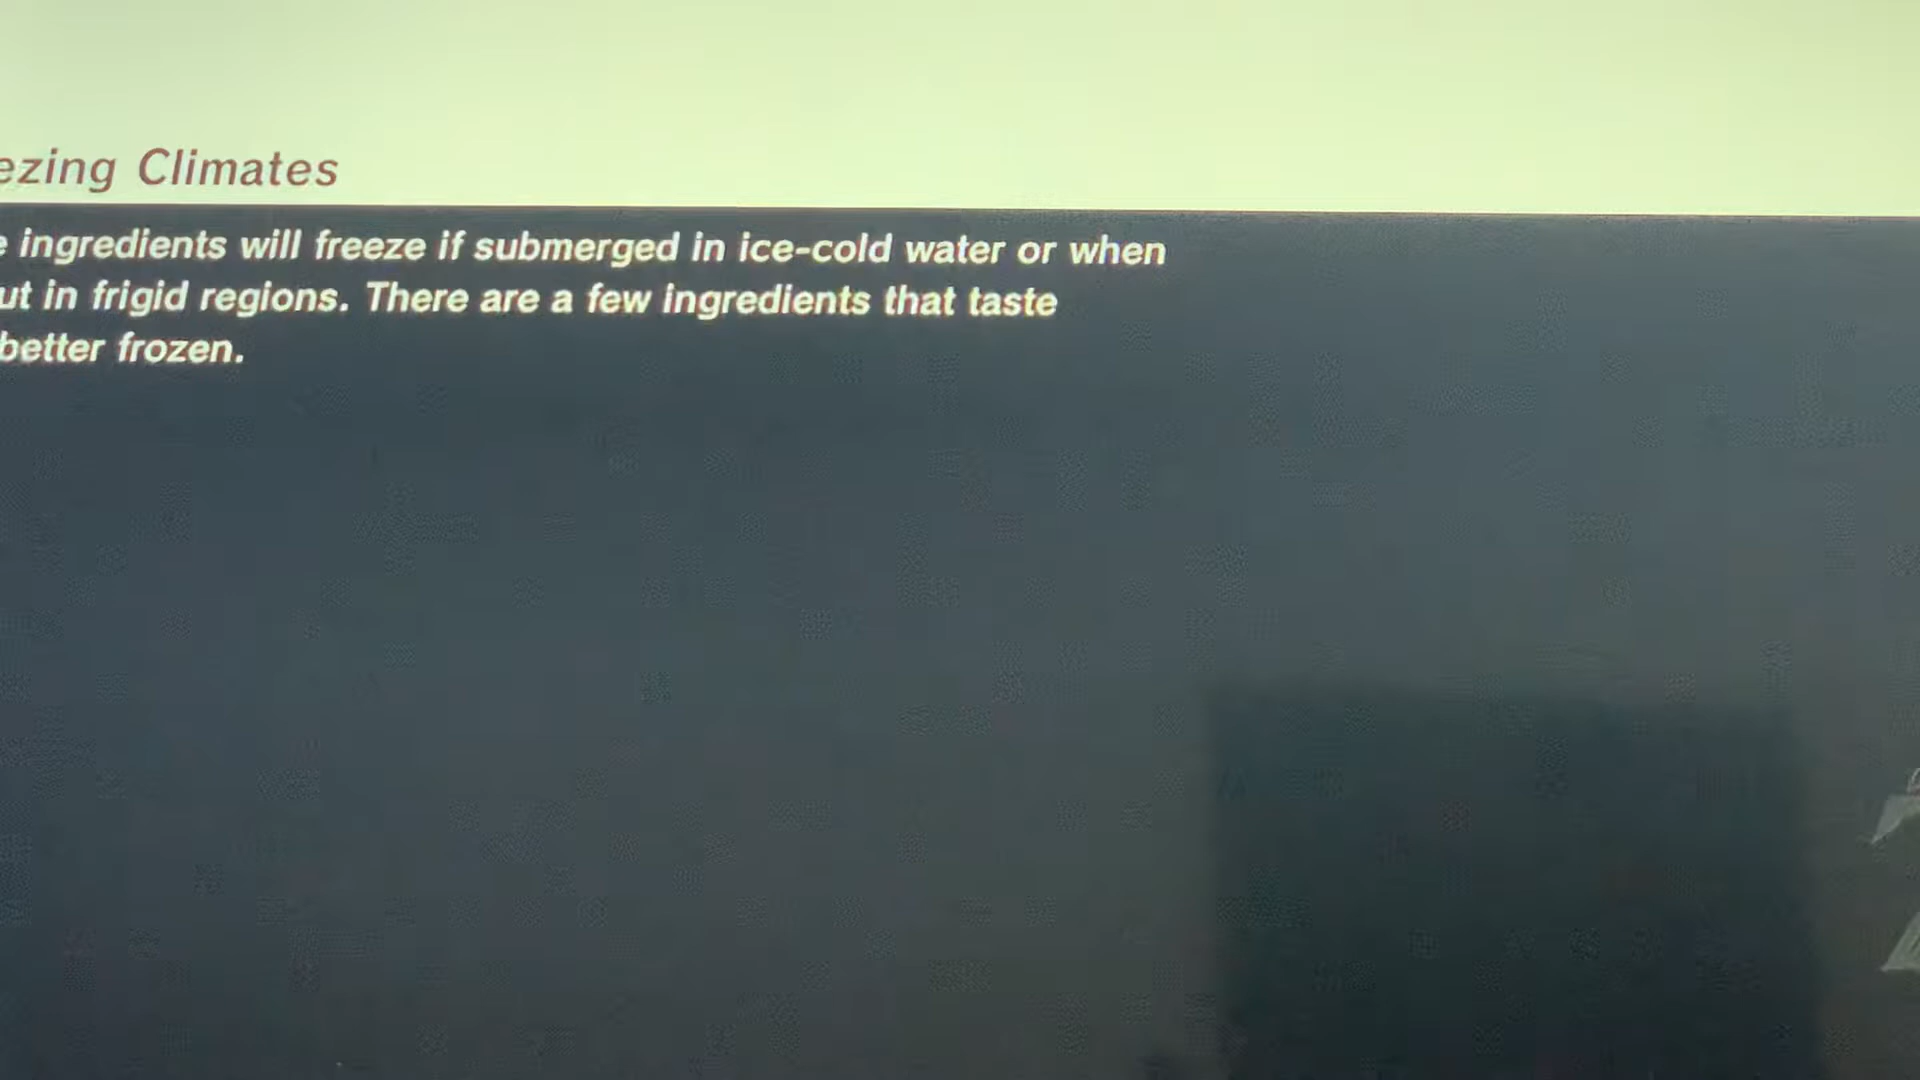 ezing Climates
e ingredients will freeze if submerged in ice-cold water or when
ut in frigid regions. There are a few ingredients that taste
better frozen.